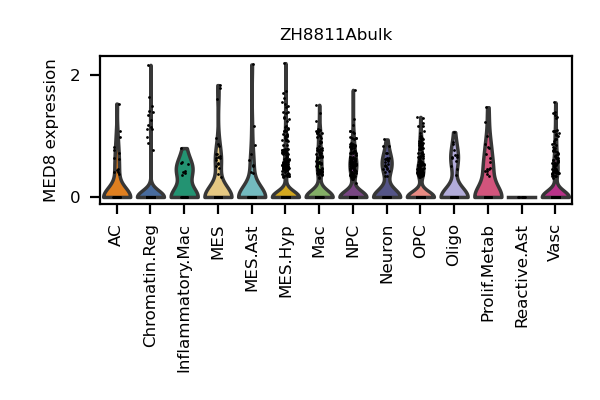 ZH8811Abulk
MED8 expression
2
0
AC
Chromatin.Reg
Inflammatory.Mac
MES
MES.Ast
MES.Hyp
Mac
NPC
Neuron
OPC
Oligo
Prolif.Metab
Reactive.Ast
Vasc